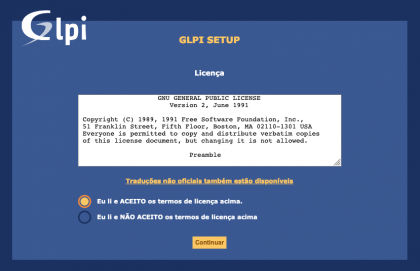 Glpi
GLPI SETUP
Licença
GNU GENERAL PUBLIC LICENSE
Version 2, June 1991
Copyright (C) 1989, 1991 Free Software Foundation, Inc.,
51 Franklin Street, Fifth Floor, Boston, MA 02110-1301 USA
Everyone is permitted to copy and distribute verbatim copies
of this license document, but changing it is not allowed.
Preamble
Traduções não oficiais também estão disponíveis
Eu li e ACEITO os termos de licença acima.
Eu li e NÃO ACEITO os termos de licença acima
Continuar